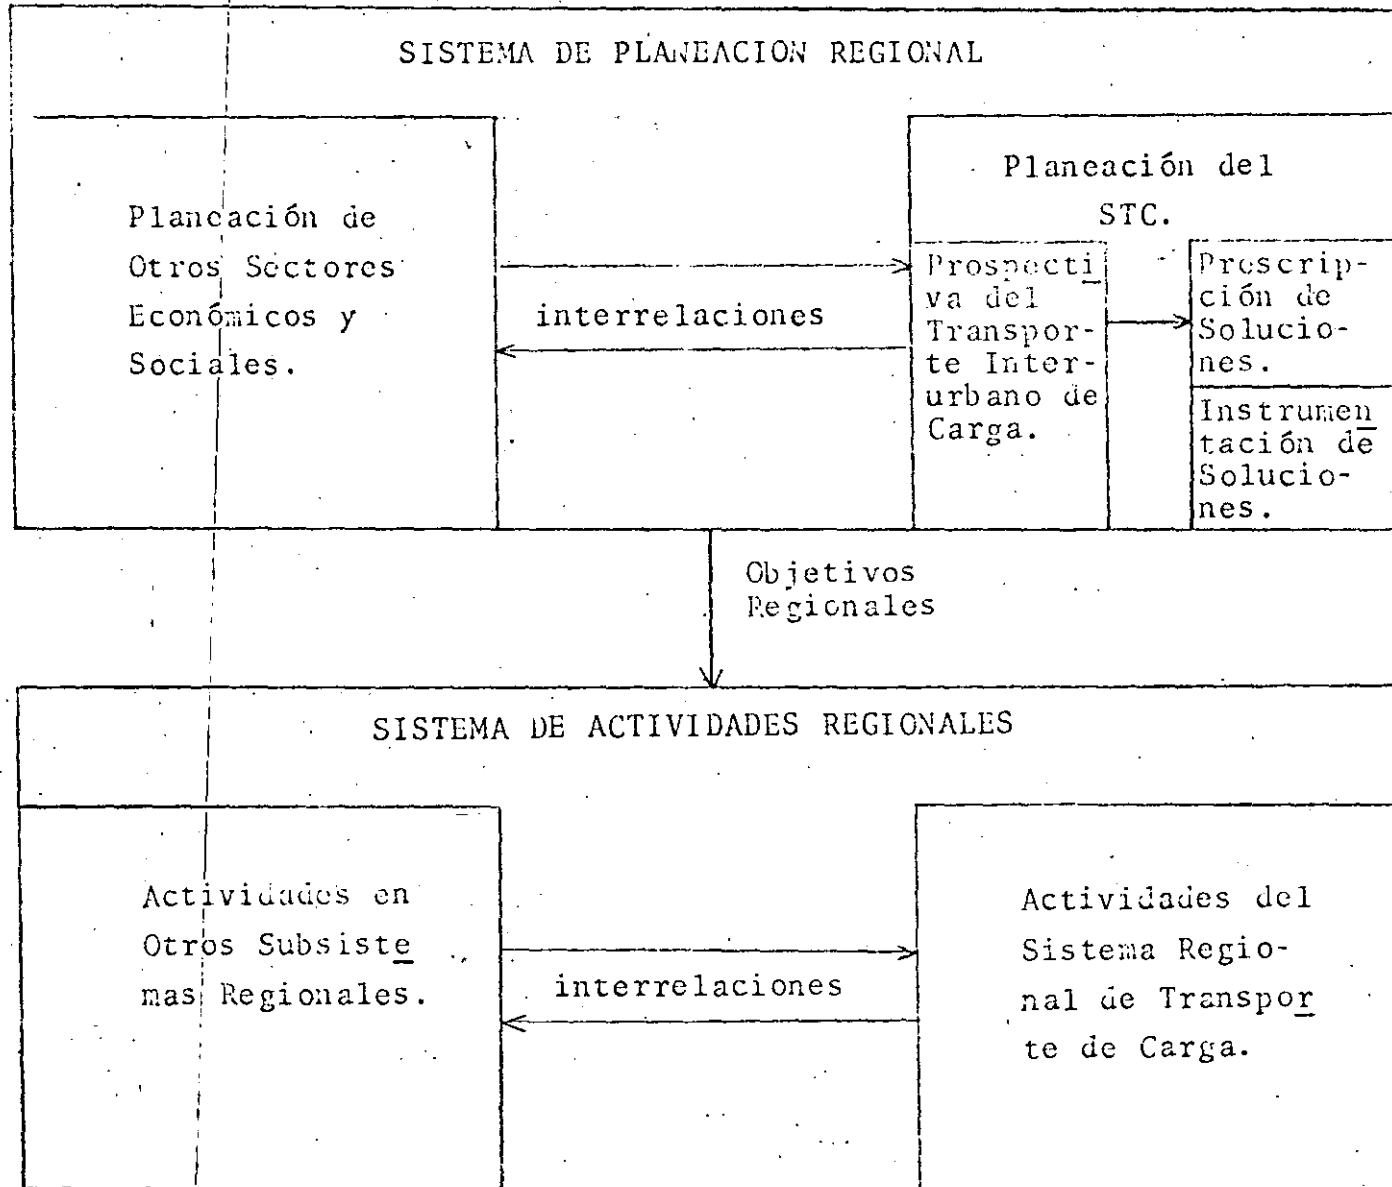 SISTEMA DE PLANEACION REGIONAL
Planeación de
Otros Sectores
Económicos y
Sociales.
interrelaciones
Planeación del
STC.
Prospecti
va del
Transpor-
te Inter-
urbano de
Carga.
Prescrip-
ción de
Solucio-
nes.
Instrumen
tación de
Solucio-
nes.
Objetivos
Regionales
SISTEMA DE ACTIVIDADES REGIONALES
Actividades en
Otros Subsiste
mas Regionales.
interrelaciones
Actividades del
Sistema Regio-
nal de Transpor
te de Carga.